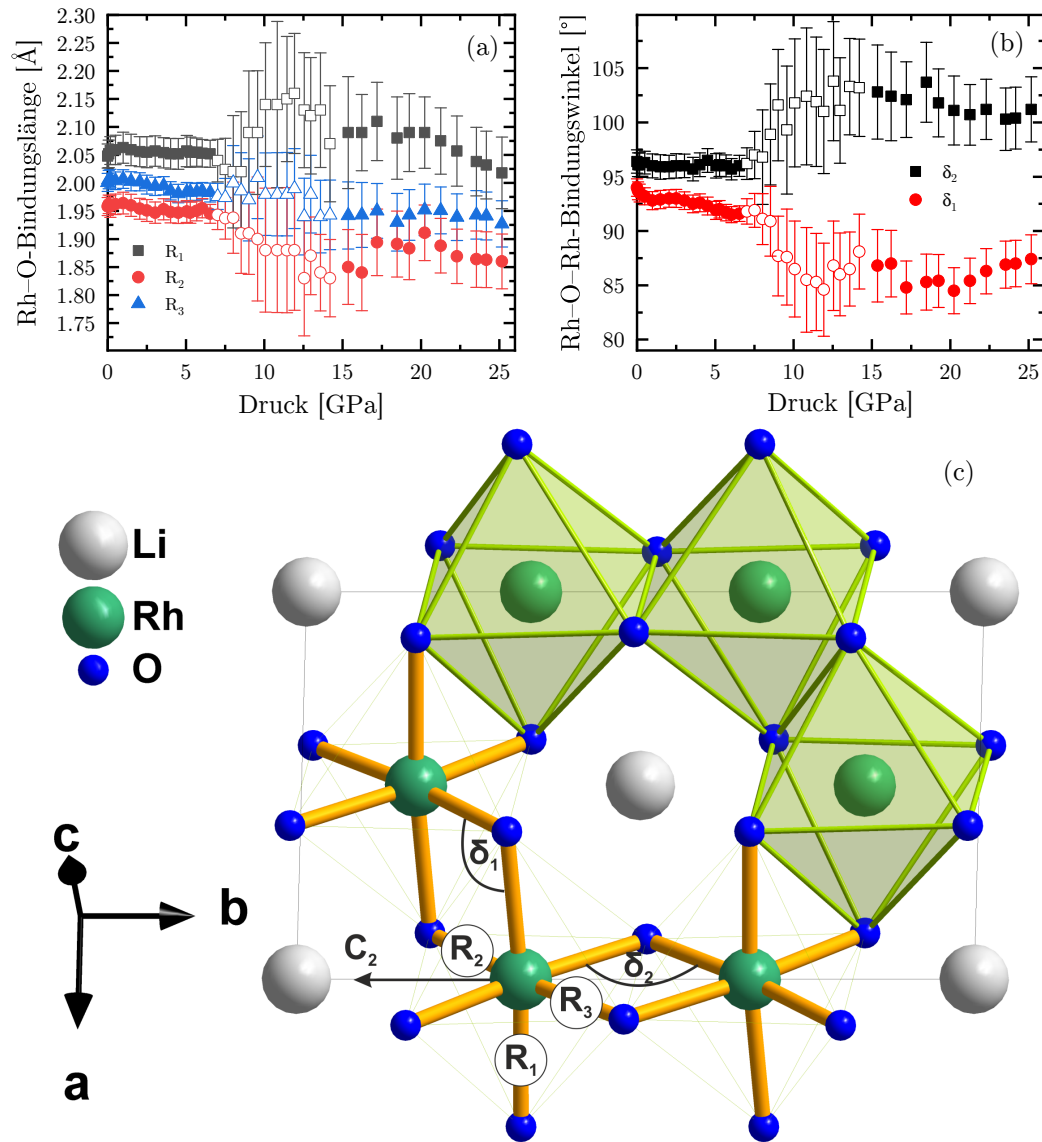 (a)
Rh–O-Bindungslänge [Å]
2.30
2.25
2.20
2.15
2.10
2.05
2.00
1.95
1.90
1.85
1.80
1.75
R₁
R₂
R₃
0 5 10 15 20 25
Druck [GPa]
(b)
Rh–O–Rh-Bindungswinkel [°]
105
100
95
90
85
80
δ₂
δ₁
0 5 10 15 20 25
Druck [GPa]
(c)
Li
Rh
O
c
b
a
δ₁
C₂
R₂
δ₂
R₃
R₁